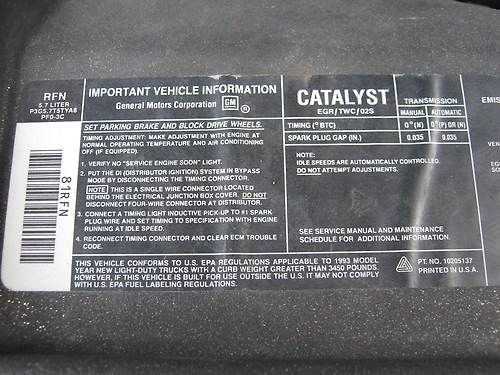 RFN
5.7 LITER
P3G5.7T5TYA6
PF0-3C
81RFN
IMPORTANT VEHICLE INFORMATION
General Motors Corporation GM ®
SET PARKING BRAKE AND BLOCK DRIVE WHEELS.
TIMING ADJUSTMENT: MAKE ADJUSTMENT WITH ENGINE AT
NORMAL OPERATING TEMPERATURE AND AIR CONDITIONING
OFF (IF EQUIPPED).
1. VERIFY NO "SERVICE ENGINE SOON" LIGHT.
2. PUT THE DI (DISTRIBUTOR IGNITION) SYSTEM IN BYPASS
MODE BY DISCONNECTING THE TIMING CONNECTOR.
NOTE THIS IS A SINGLE WIRE CONNECTOR LOCATED
BEHIND THE ELECTRICAL JUNCTION BOX COVER. DO NOT
DISCONNECT FOUR-WIRE CONNECTOR AT DISTRIBUTOR.
3. CONNECT A TIMING LIGHT INDUCTIVE PICK-UP TO #1 SPARK
PLUG WIRE AND SET TIMING TO SPECIFICATION WITH ENGINE
RUNNING AT IDLE SPEED.
4. RECONNECT TIMING CONNECTOR AND CLEAR ECM TROUBLE
CODE.
CATALYST
EGR/TWC/O2S
TRANSMISSION
MANUAL AUTOMATIC
TIMING (°BTC) 0°(N) 0°(P) OR (N)
SPARK PLUG GAP (IN.) 0.035 0.035
NOTE:
IDLE SPEEDS ARE AUTOMATICALLY CONTROLLED.
DO NOT ATTEMPT ADJUSTMENTS.
SEE SERVICE MANUAL AND MAINTENANCE
SCHEDULE FOR ADDITIONAL INFORMATION.
THIS VEHICLE CONFORMS TO U.S. EPA REGULATIONS APPLICABLE TO 1993 MODEL
YEAR NEW LIGHT-DUTY TRUCKS WITH A CURB WEIGHT GREATER THAN 3450 POUNDS.
HOWEVER, IF THIS VEHICLE IS BUILT FOR USE OUTSIDE THE U.S. IT MAY NOT COMPLY
WITH U.S. EPA FUEL LABELING REGULATIONS.
PT. NO. 10205137
PRINTED IN U.S.A.
EMIS